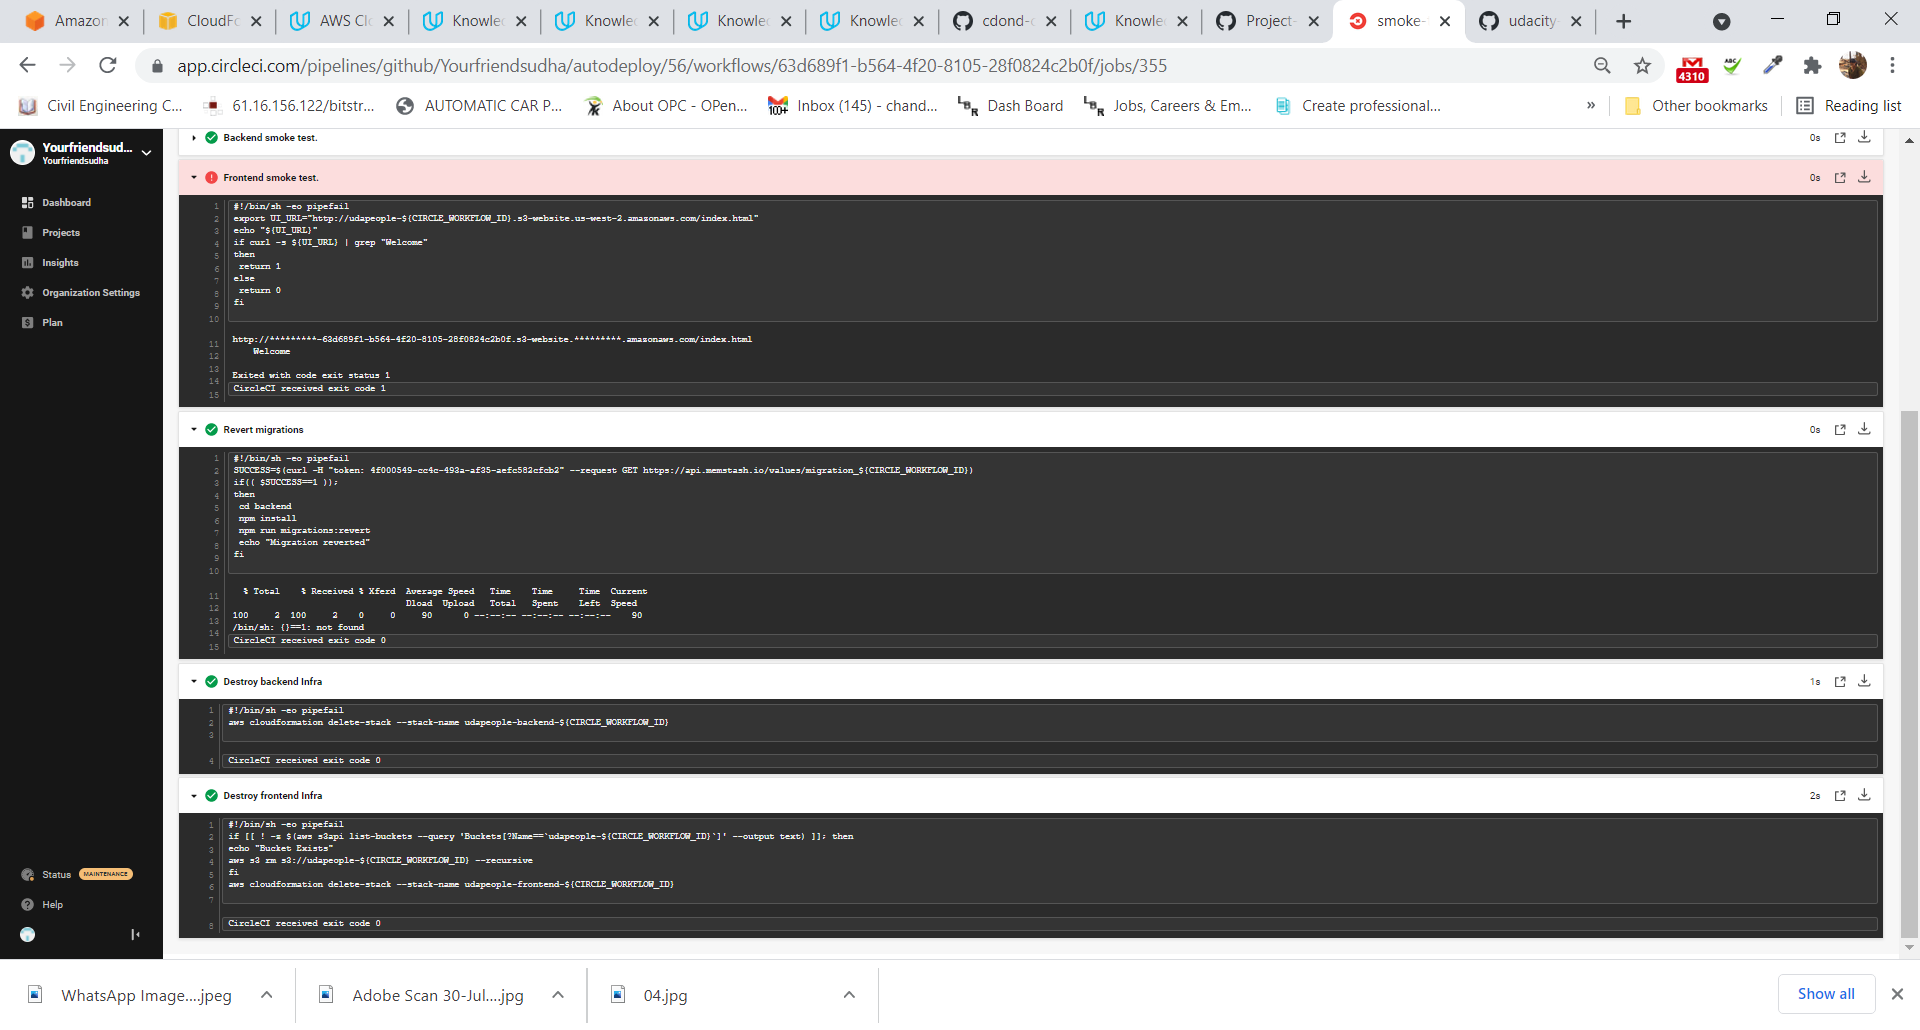 Amazon
CloudFo
AWS Clo
Knowle
Knowle
Knowle
Knowle
cdond-c
Knowle
Project-
smoke-
udacity-
app.circleci.com/pipelines/github/Yourfriendsudha/autodeploy/56/workflows/63d689f1-b564-4f20-8105-28f0824c2b0f/jobs/355
4310
ABC
Civil Engineering C...
61.16.156.122/bitstr...
AUTOMATIC CAR P...
About OPC - OPen...
100+
Inbox (145) - chand...
Dash Board
Jobs, Careers & Em...
Create professional...
»
Other bookmarks
Reading list
Yourfriendsud...
Yourfriendsudha
Dashboard
Projects
Insights
Organization Settings
Plan
Status MAINTENANCE
Help
Backend smoke test.
0s
Frontend smoke test.
0s
1 #!/bin/sh -eo pipefail
2 export UI_URL="http://udapeople-${CIRCLE_WORKFLOW_ID}.s3-website.us-west-2.amazonaws.com/index.html"
3 echo "${UI_URL}"
4 if curl -s ${UI_URL} | grep "Welcome"
5 then
6 return 1
7 else
8 return 0
9 fi
10
11 http://*********-63d689f1-b564-4f20-8105-28f0824c2b0f.s3-website.*********.amazonaws.com/index.html
12 Welcome
13
14 Exited with code exit status 1
15 CircleCI received exit code 1
Revert migrations
0s
1 #!/bin/sh -eo pipefail
2 SUCCESS=$(curl -H "token: 4f000549-cc4c-493a-af35-aefc582cfcb2" --request GET https://api.memstash.io/values/migration_${CIRCLE_WORKFLOW_ID})
3 if(( $SUCCESS==1 ));
4 then
5 cd backend
6 npm install
7 npm run migrations:revert
8 echo "Migration reverted"
9 fi
10
11 % Total % Received % Xferd Average Speed Time Time Time Current
12 Dload Upload Total Spent Left Speed
13 100 2 100 2 0 0 90 0 --:--:-- --:--:-- --:--:-- 90
14 /bin/sh: {}==1: not found
15 CircleCI received exit code 0
Destroy backend Infra
1s
1 #!/bin/sh -eo pipefail
2 aws cloudformation delete-stack --stack-name udapeople-backend-${CIRCLE_WORKFLOW_ID}
3
4 CircleCI received exit code 0
Destroy frontend Infra
2s
1 #!/bin/sh -eo pipefail
2 if [[ ! -z $(aws s3api list-buckets --query 'Buckets[?Name==`udapeople-${CIRCLE_WORKFLOW_ID}`]' --output text) ]]; then
3 echo "Bucket Exists"
4 aws s3 rm s3://udapeople-${CIRCLE_WORKFLOW_ID} --recursive
5 fi
6 aws cloudformation delete-stack --stack-name udapeople-frontend-${CIRCLE_WORKFLOW_ID}
7
8 CircleCI received exit code 0
WhatsApp Image....jpeg
Adobe Scan 30-Jul....jpg
04.jpg
Show all